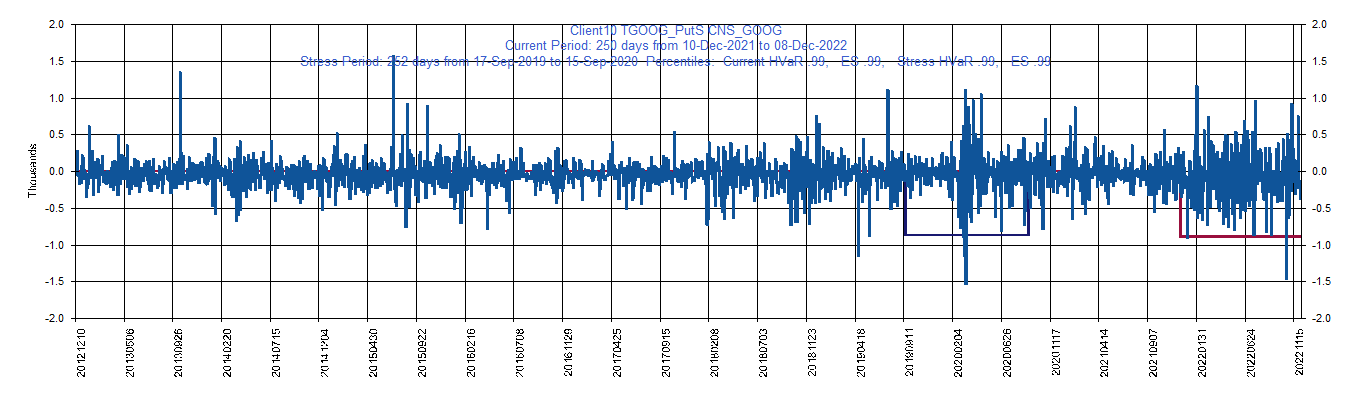 Client10 TGOOG_PutS CNS_GOOG
Current Period: 250 days from 10-Dec-2021 to 08-Dec-2022
Stress Period: 252 days from 17-Sep-2019 to 15-Sep-2020 Percentiles: Current HVaR .99, ES .99, Stress HVaR .99, ES .99
2.0 2.0
1.5 1.5
1.0 1.0
0.5 0.5
0.0 0.0
-0.5 -0.5
-1.0 -1.0
-1.5 -1.5
-2.0 -2.0
Thousands
20121210 20130506 20130926 20140220 20140715 20141204 20150430 20150922 20160216 20160708 20161129 20170425 20170915 20180208 20180703 20181123 20190418 20190911 20200204 20200626 20201117 20210414 20210907 20220131 20220624 20221115